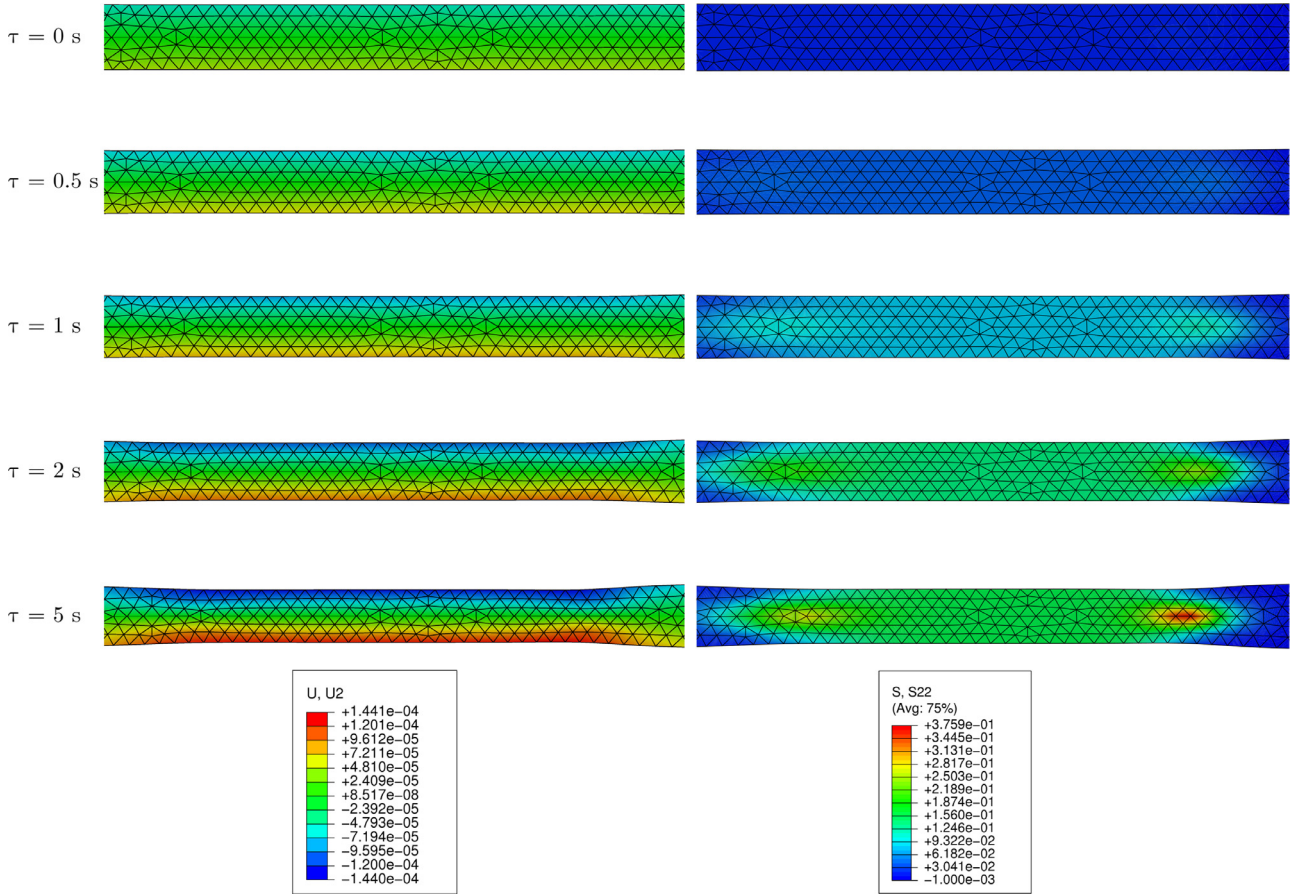 τ = 0 s
τ = 0.5 s
τ = 1 s
τ = 2 s
τ = 5 s
U, U2
+1.441e−04
+1.201e−04
+9.612e−05
+7.211e−05
+4.810e−05
+2.409e−05
+8.517e−08
−2.392e−05
−4.793e−05
−7.194e−05
−9.595e−05
−1.200e−04
−1.440e−04
S, S22
(Avg: 75%)
+3.759e−01
+3.445e−01
+3.131e−01
+2.817e−01
+2.503e−01
+2.189e−01
+1.874e−01
+1.560e−01
+1.246e−01
+9.322e−02
+6.182e−02
+3.041e−02
−1.000e−03